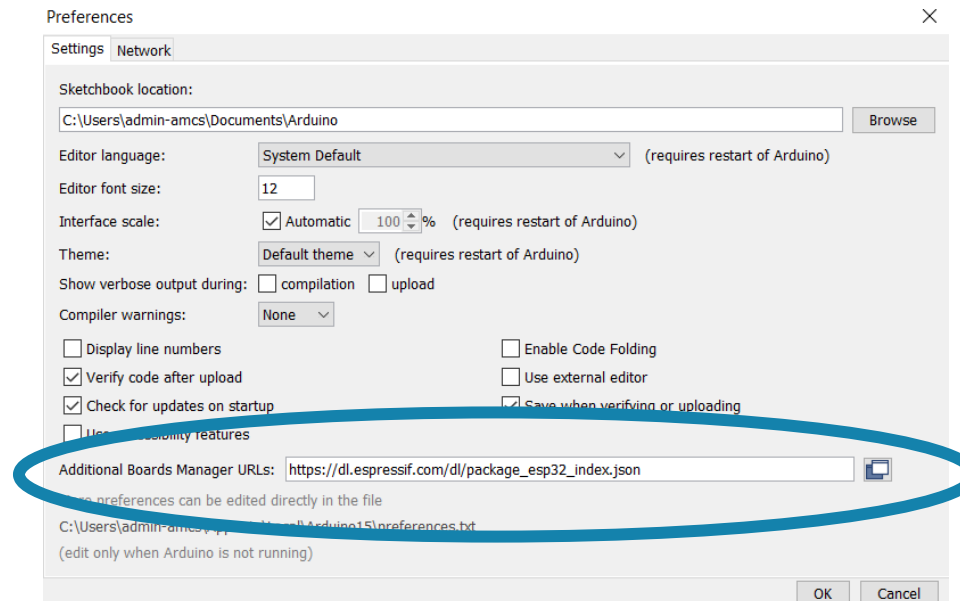 Preferences
Settings Network
Sketchbook location:
C:\Users\admin-amcs\Documents\Arduino Browse
Editor language: System Default (requires restart of Arduino)
Editor font size: 12
Interface scale: Automatic 100 % (requires restart of Arduino)
Theme: Default theme (requires restart of Arduino)
Show verbose output during: compilation upload
Compiler warnings: None
Display line numbers Enable Code Folding
Verify code after upload Use external editor
Check for updates on startup Save when verifying or uploading
features
Additional Boards Manager URLs: https://dl.espressif.com/dl/package_esp32_index.json
preferences can be edited directly in the file
C:\Users\admin-amcs\ \Arduino15\preferences.txt
(edit only when Arduino is not running)
OK Cancel